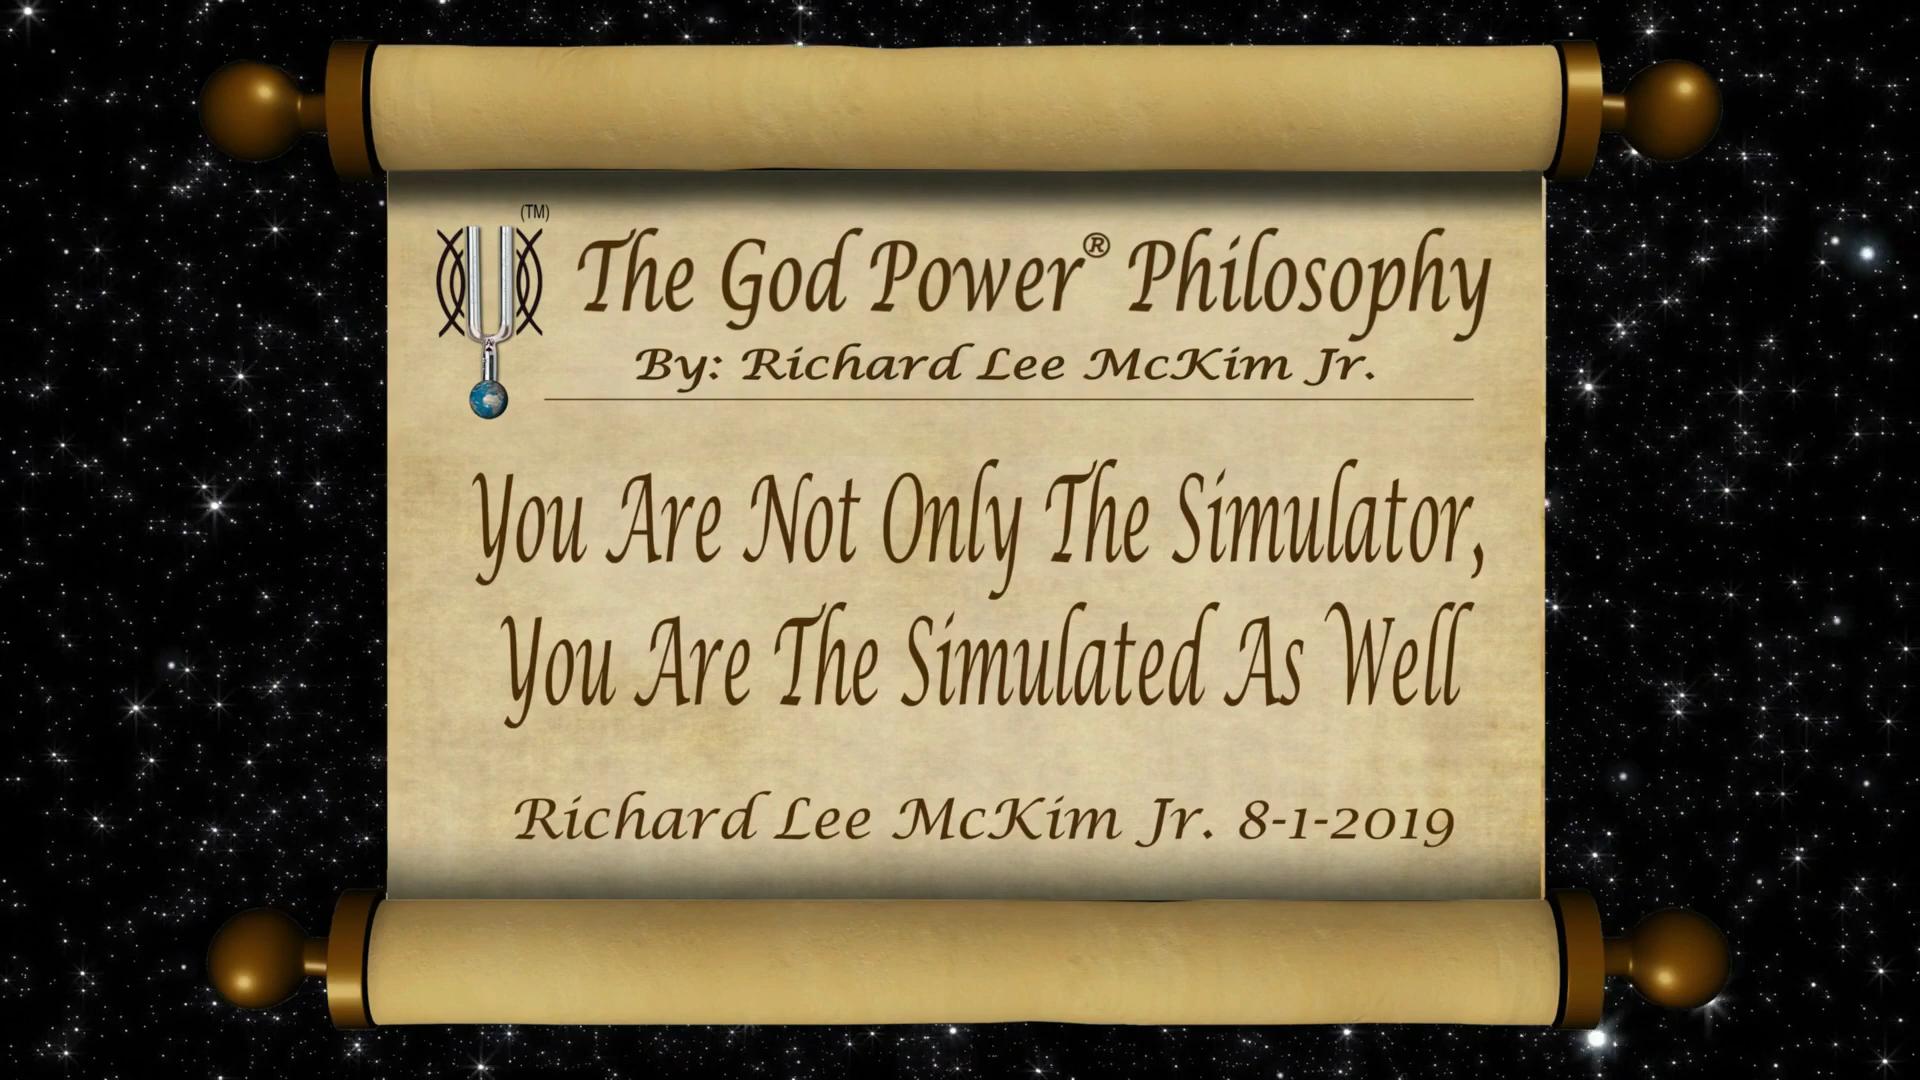 (TM)
The God Power® Philosophy
By: Richard Lee McKim Jr.
You Are Not Only The Simulator,
You Are The Simulated As Well
Richard Lee McKim Jr. 8-1-2019